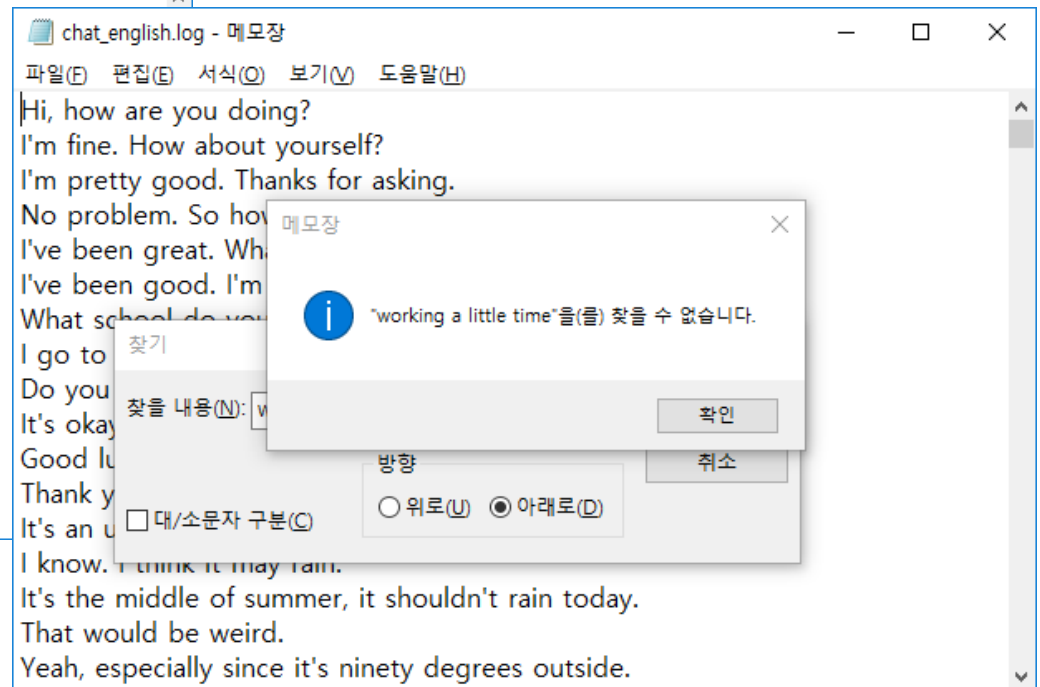 chat_english.log - 메모장
파일(F) 편집(E) 서식(O) 보기(V) 도움말(H)
Hi, how are you doing?
I'm fine. How about yourself?
I'm pretty good. Thanks for asking.
No problem. So how
I've been great. Wha
I've been good. I'm
What school do you
I go to
Do you
It's okay
Good lu
Thank y
It's an u
I know. I think it may rain.
It's the middle of summer, it shouldn't rain today.
That would be weird.
Yeah, especially since it's ninety degrees outside.
메모장
"working a little time"을(를) 찾을 수 없습니다.
확인
찾기
찾을 내용(N): w
취소
방향
위로(U) 아래로(D)
대/소문자 구분(C)